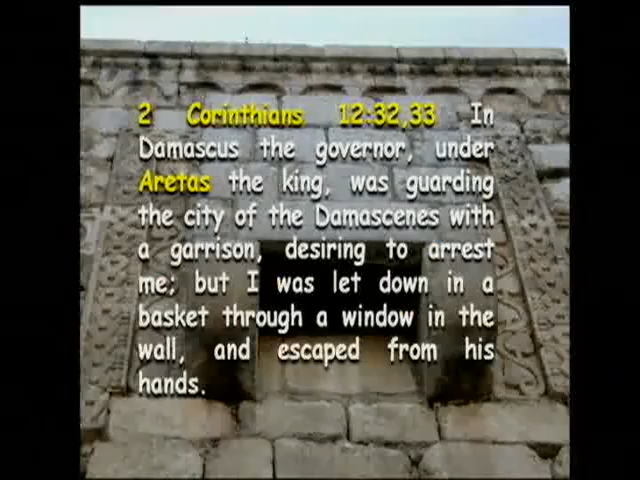 2 Corinthians 12:32,33 In
Damascus the governor, under
Aretas the king, was guarding
the city of the Damascenes with
a garrison, desiring to arrest
me; but I was let down in a
basket through a window in the
wall, and escaped from his
hands.